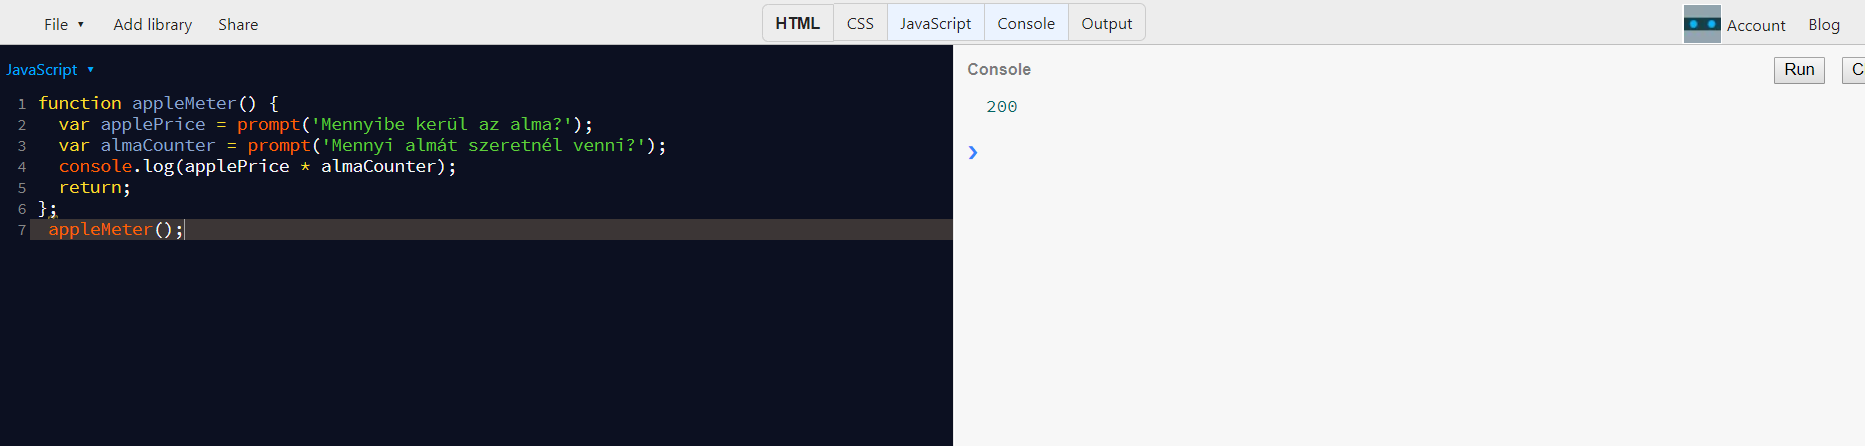 File ▾ Add library Share HTML CSS JavaScript Console Output Account Blog
JavaScript ▾
Console Run C
1 function appleMeter() {
2   var applePrice = prompt('Mennyibe kerül az alma?');
3   var almaCounter = prompt('Mennyi almát szeretnél venni?');
4   console.log(applePrice * almaCounter);
5   return;
6 };
7  appleMeter();
200
❯